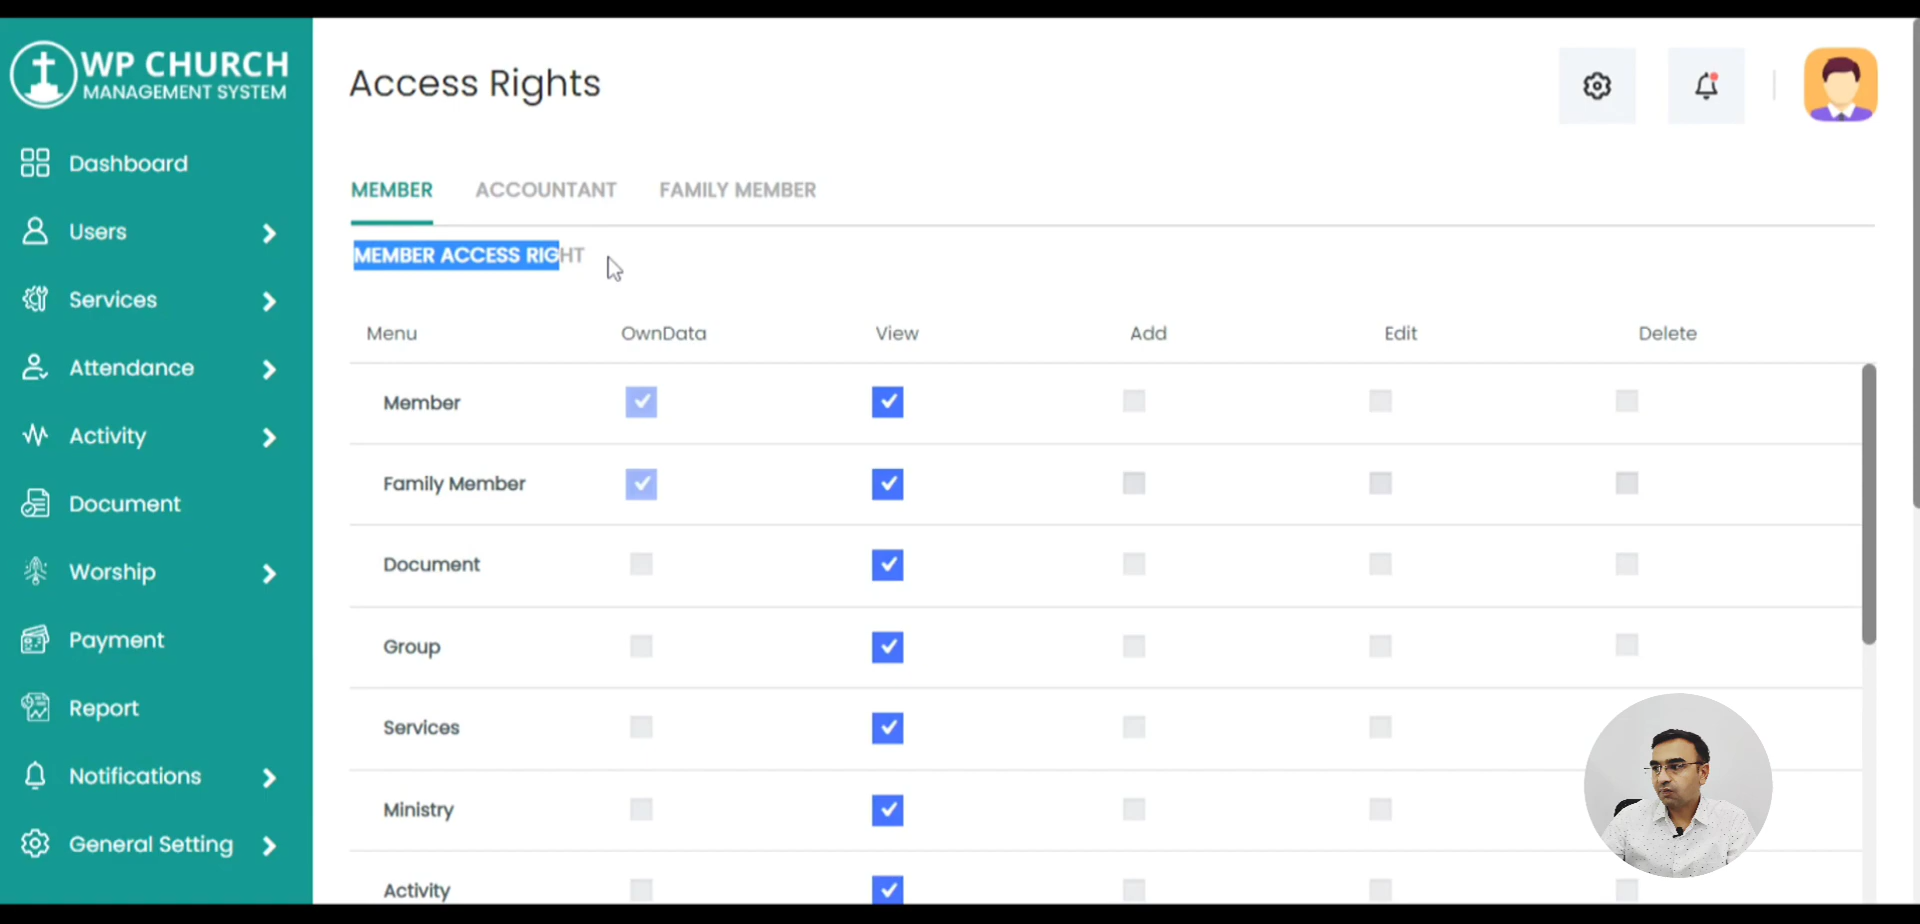 WP CHURCH
MANAGEMENT SYSTEM
Dashboard
Users
Services
Attendance
Activity
Document
Worship
Payment
Report
Notifications
General Setting
Access Rights
MEMBER ACCOUNTANT FAMILY MEMBER
MEMBER ACCESS RIGHT
Menu OwnData View Add Edit Delete
Member
Family Member
Document
Group
Services
Ministry
Activity